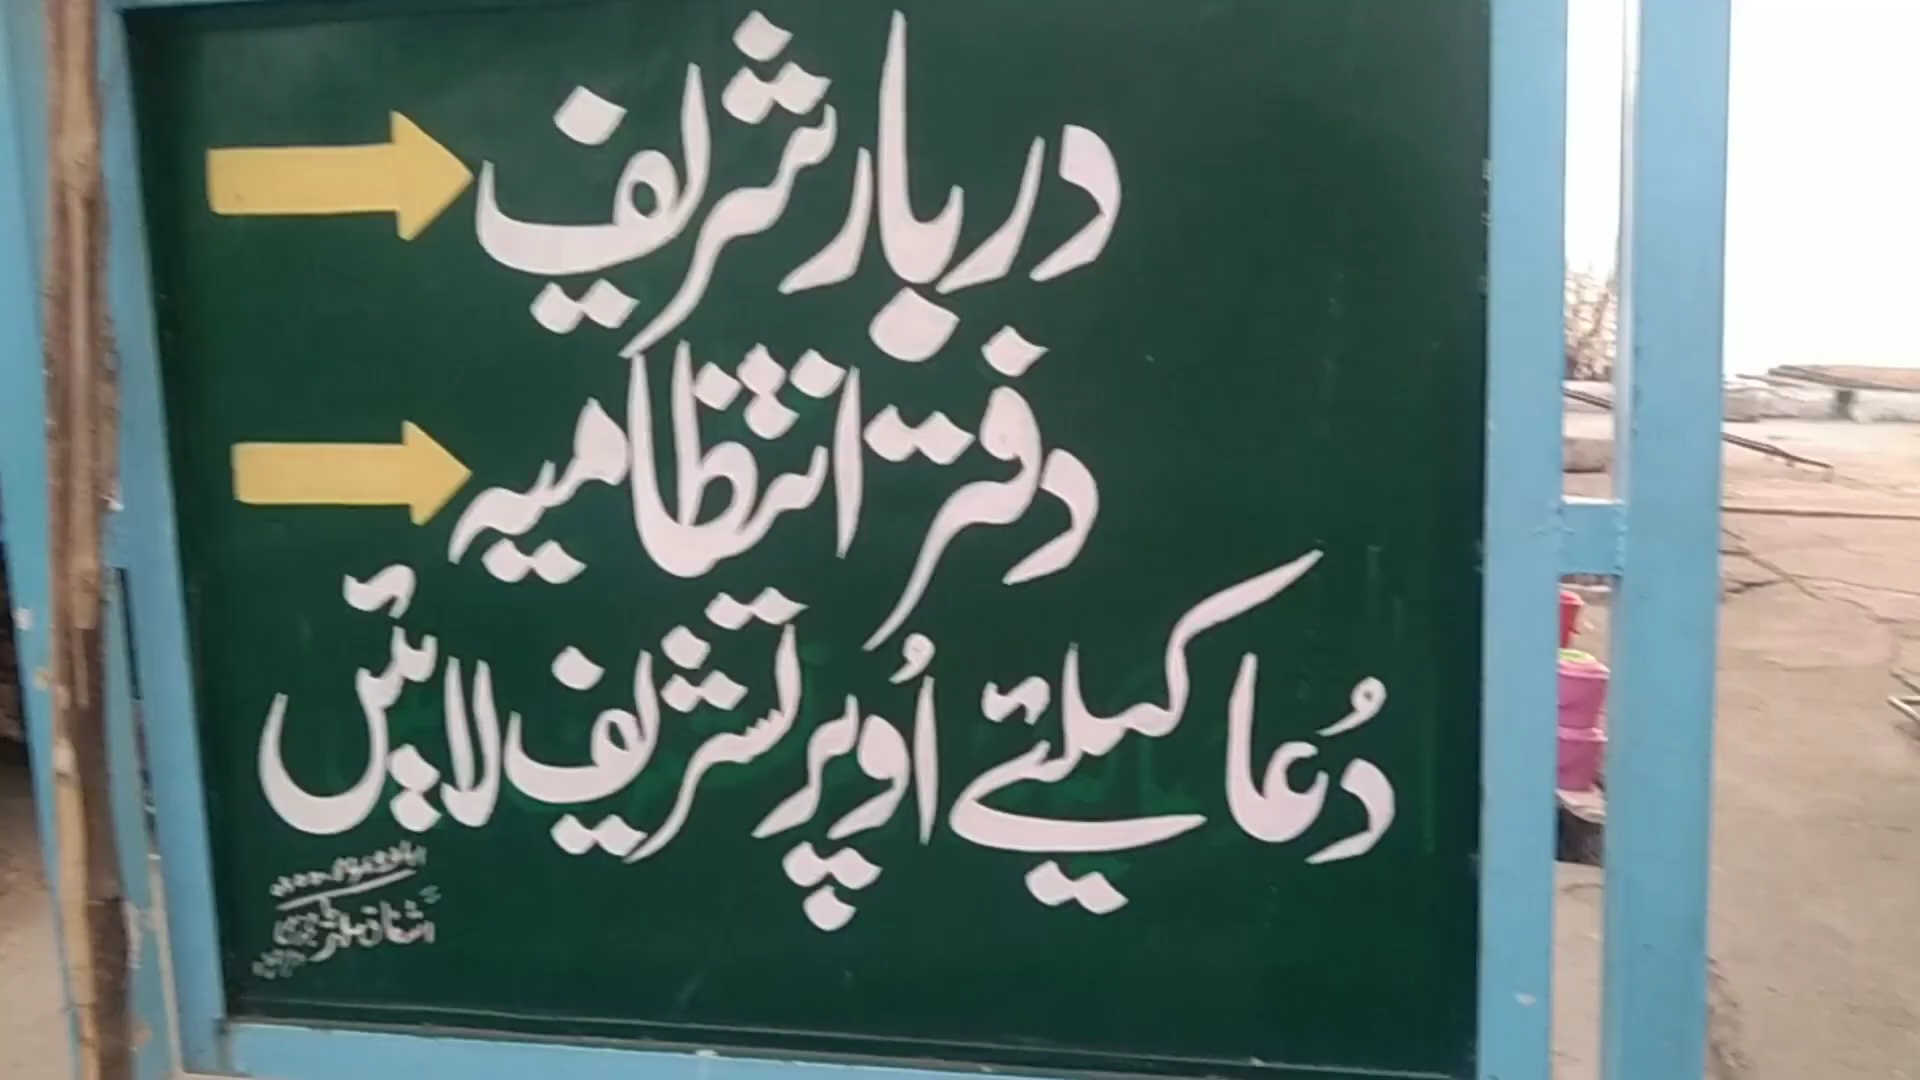 دربار شریف
دفتر انتظامیہ
دُعا کیلئے اُوپر تشریف لائیں